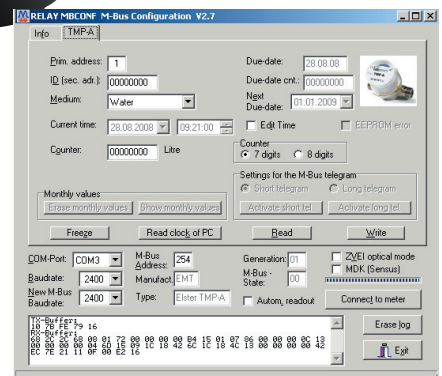 RELAY MBCONF M-Bus Configuration V2.7
Info TMP-A
Prim. address: 1 Due-date: 28.08.08
ID (sec. adr.): 00000000 Due-date cnt.: 00000000
Medium: Water Next Due-date: 01.01.2009
Current time: 28.08.2008 09:21:00 Edit Time EEPROM error
Counter: 00000000 Litre Counter
7 digits 8 digits
Settings for the M-Bus telegram
Monthly values Short telegram Long telegram
Erase monthly values Show monthly values Activate short tel Activate long tel
Freeze Read clock of PC Read Write
COM-Port: COM3 M-Bus Address: 254 Generation: 01 ZVEI optical mode
MDK (Sensus)
Baudrate: 2400 Manufact. EMT M-Bus - State: 00
New M-Bus Baudrate: 2400 Type: Elster TMP-A Autom. readout Connect to meter
TX-Buffer:
10 7B FE 79 16
RX-Buffer:
68 2C 2C 68 08 01 72 00 00 00 00 B4 15 01 07 86 00 00 00 0C 13
00 00 00 00 04 6D 15 09 1C 18 42 6C 1C 18 4C 13 00 00 00 00 42
EC 7E 21 11 0F 00 E2 16
Erase log
Exit